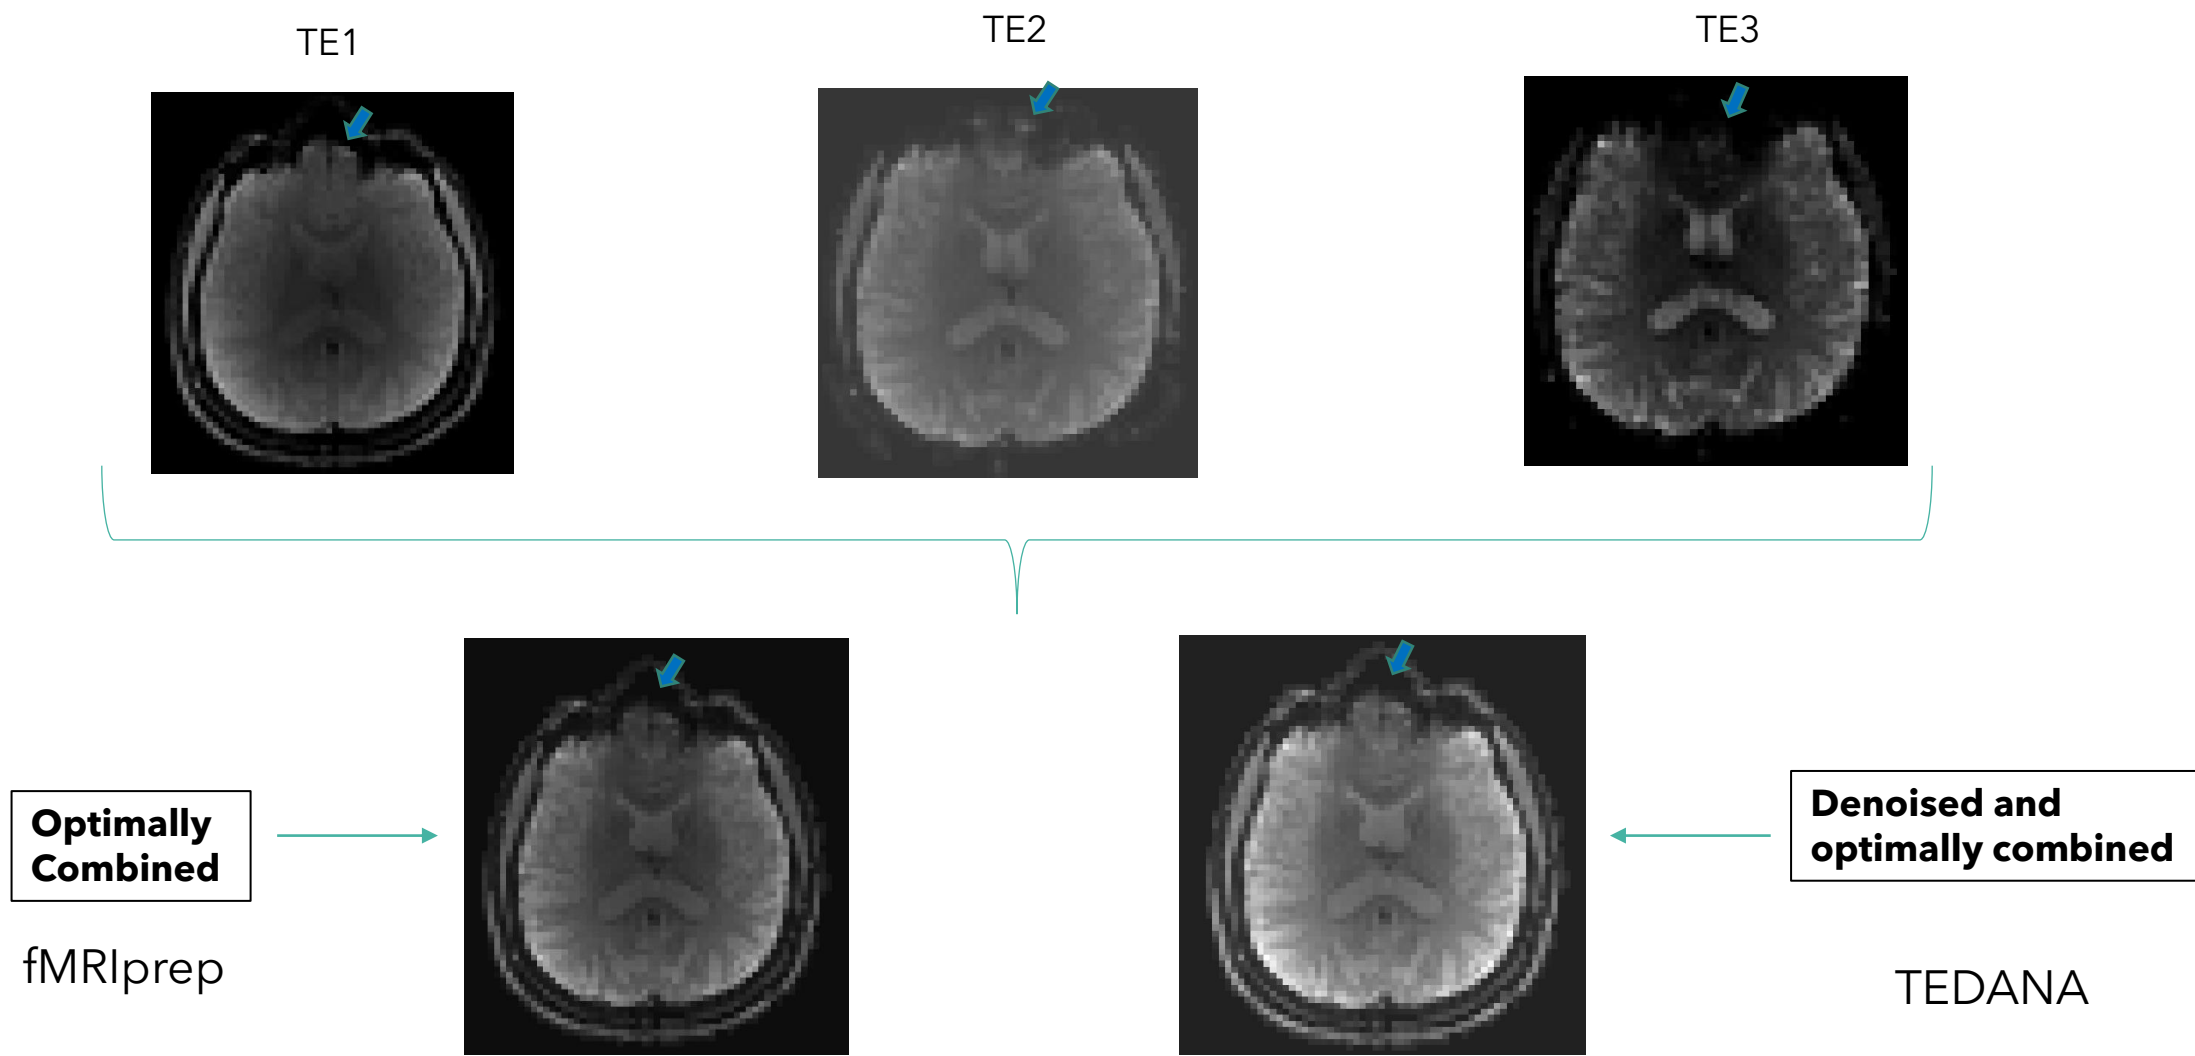 TE1
TE2
TE3
Optimally
Combined
fMRIprep
Denoised and
optimally combined
TEDANA